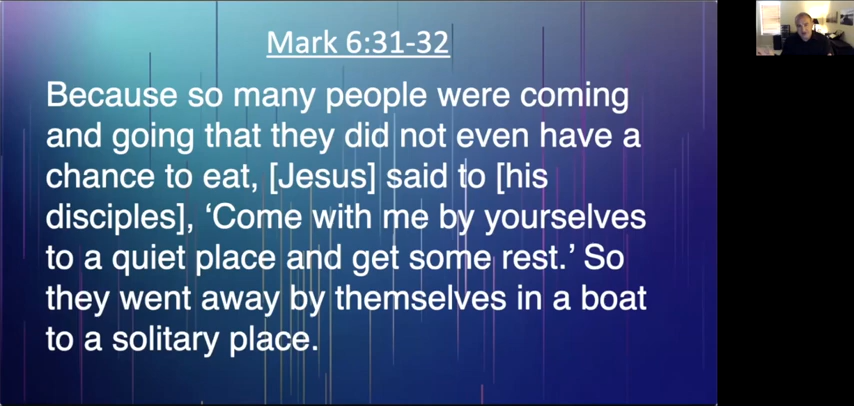 Mark 6:31-32
Because so many people were coming
and going that they did not even have a
chance to eat, [Jesus] said to [his
disciples], ‘Come with me by yourselves
to a quiet place and get some rest.’ So
they went away by themselves in a boat
to a solitary place.